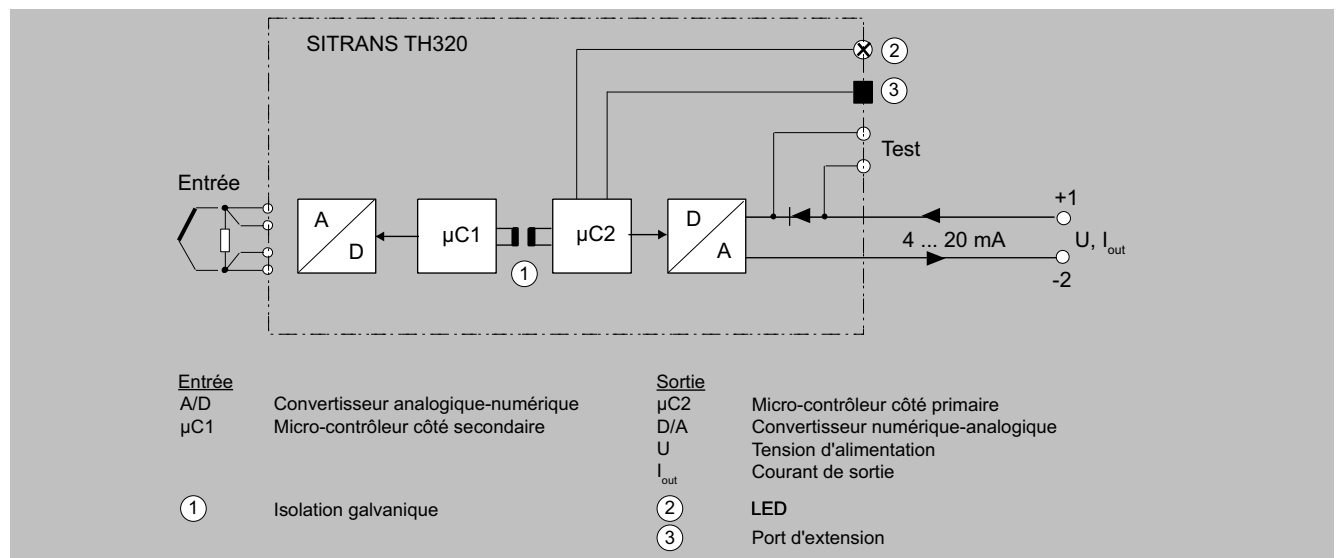 SITRANS TH320
2
3
Test
Entrée
A
D
µC1
1
µC2
D
A
4 ... 20 mA
+1
U, Iout
-2
Entrée
A/D Convertisseur analogique-numérique
µC1 Micro-contrôleur côté secondaire
1 Isolation galvanique
Sortie
µC2 Micro-contrôleur côté primaire
D/A Convertisseur numérique-analogique
U Tension d'alimentation
Iout Courant de sortie
2 LED
3 Port d'extension